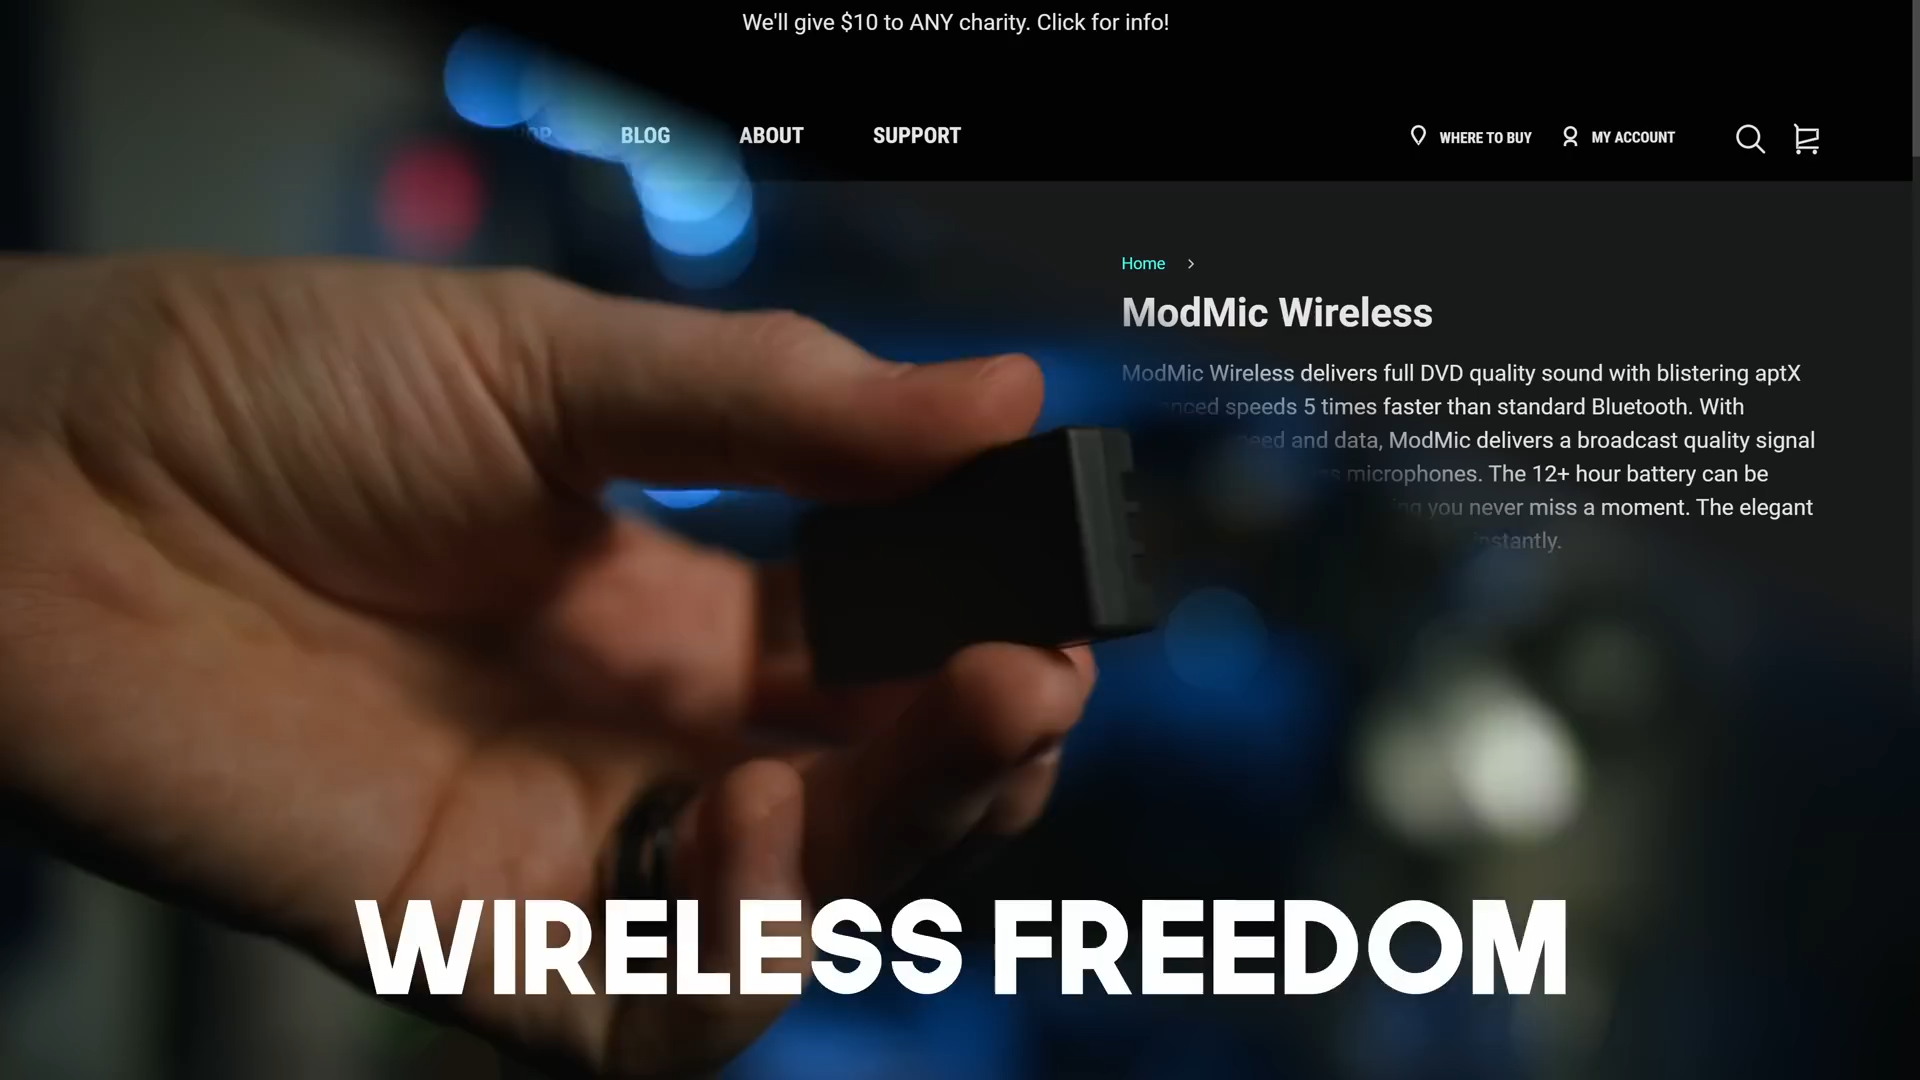 We'll give $10 to ANY charity. Click for info!
BLOG ABOUT SUPPORT WHERE TO BUY MY ACCOUNT
Home >
ModMic Wireless
ModMic Wireless delivers full DVD quality sound with blistering aptX
speeds 5 times faster than standard Bluetooth. With
and data, ModMic delivers a broadcast quality signal
microphones. The 12+ hour battery can be
you never miss a moment. The elegant
instantly.
WIRELESS FREEDOM